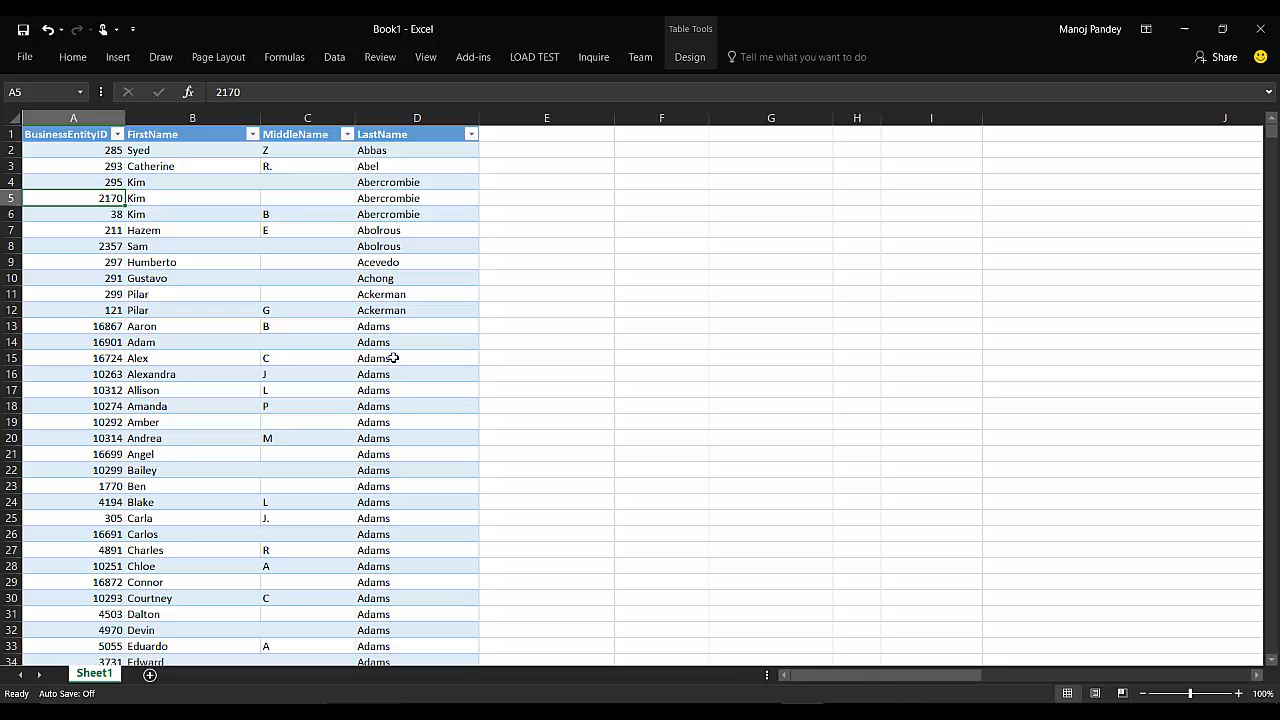 Book1 - Excel
Table Tools
Manoj Pandey
File Home Insert Draw Page Layout Formulas Data Review View Add-ins LOAD TEST Inquire Team Design Tell me what you want to do Share
A5 fx 2170
A B C D E F G H I J
1 BusinessEntityID FirstName MiddleName LastName
2 285 Syed Z Abbas
3 293 Catherine R. Abel
4 295 Kim Abercrombie
5 2170 Kim Abercrombie
6 38 Kim B Abercrombie
7 211 Hazem E Abolrous
8 2357 Sam Abolrous
9 297 Humberto Acevedo
10 291 Gustavo Achong
11 299 Pilar Ackerman
12 121 Pilar G Ackerman
13 16867 Aaron B Adams
14 16901 Adam Adams
15 16724 Alex C Adams
16 10263 Alexandra J Adams
17 10312 Allison L Adams
18 10274 Amanda P Adams
19 10292 Amber Adams
20 10314 Andrea M Adams
21 16699 Angel Adams
22 10299 Bailey Adams
23 1770 Ben Adams
24 4194 Blake L Adams
25 305 Carla J. Adams
26 16691 Carlos Adams
27 4891 Charles R Adams
28 10251 Chloe A Adams
29 16872 Connor Adams
30 10293 Courtney C Adams
31 4503 Dalton Adams
32 4970 Devin Adams
33 5055 Eduardo A Adams
34 3731 Edward Adams
Sheet1
Ready Auto Save: Off 100%